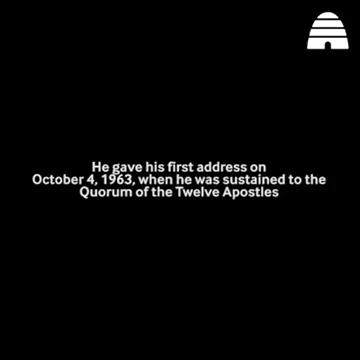 He gave his first address on
October 4, 1963, when he was sustained to the
Quorum of the Twelve Apostles